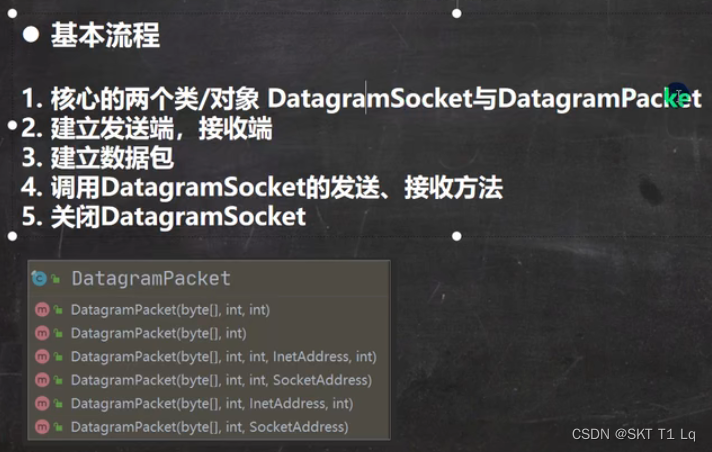 基本流程
1. 核心的两个类/对象 DatagramSocket与DatagramPacket
2. 建立发送端，接收端
3. 建立数据包
4. 调用DatagramSocket的发送、接收方法
5. 关闭DatagramSocket
DatagramPacket
DatagramPacket(byte[], int, int)
DatagramPacket(byte[], int)
DatagramPacket(byte[], int, int, InetAddress, int)
DatagramPacket(byte[], int, int, SocketAddress)
DatagramPacket(byte[], int, InetAddress, int)
DatagramPacket(byte[], int, SocketAddress)
CSDN @SKT T1 Lq